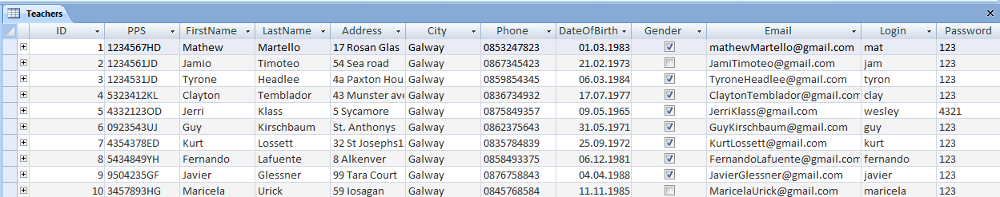 Teachers
ID PPS FirstName LastName Address City Phone DateOfBirth Gender Email Login Password
1 1234567HD Mathew Martello 17 Rosan Glas Galway 0853247823 01.03.1983 mathewMartello@gmail.com mat 123
2 1234561JD Jamio Timoteo 54 Sea road Galway 0867345423 21.02.1973 JamiTimoteo@gmail.com jam 123
3 1234531JD Tyrone Headlee 4a Paxton Hou Galway 0859854345 06.03.1984 TyroneHeadlee@gmail.com tyron 123
4 5323412KL Clayton Temblador 43 Munster ave Galway 0836734932 17.07.1977 ClaytonTemblador@gmail.com clay 123
5 4332123OD Jerri Klass 5 Sycamore Galway 0875849357 09.05.1965 JerriKlass@gmail.com wesley 4321
6 0923543UJ Guy Kirschbaum St. Anthonys Galway 0862375643 31.05.1971 GuyKirschbaum@gmail.com guy 123
7 4354378ED Kurt Lossett 32 St Josephs1 Galway 0835784839 25.09.1972 KurtLossett@gmail.com kurt 123
8 5434849YH Fernando Lafuente 8 Alkenver Galway 0858493375 06.12.1981 FernandoLafuente@gmail.com fernando 123
9 9504235GF Javier Glessner 99 Tara Court Galway 0876758843 04.04.1988 JavierGlessner@gmail.com javier 123
10 3457893HG Maricela Urick 59 Iosagan Galway 0845768584 11.11.1985 MaricelaUrick@gmail.com maricela 123